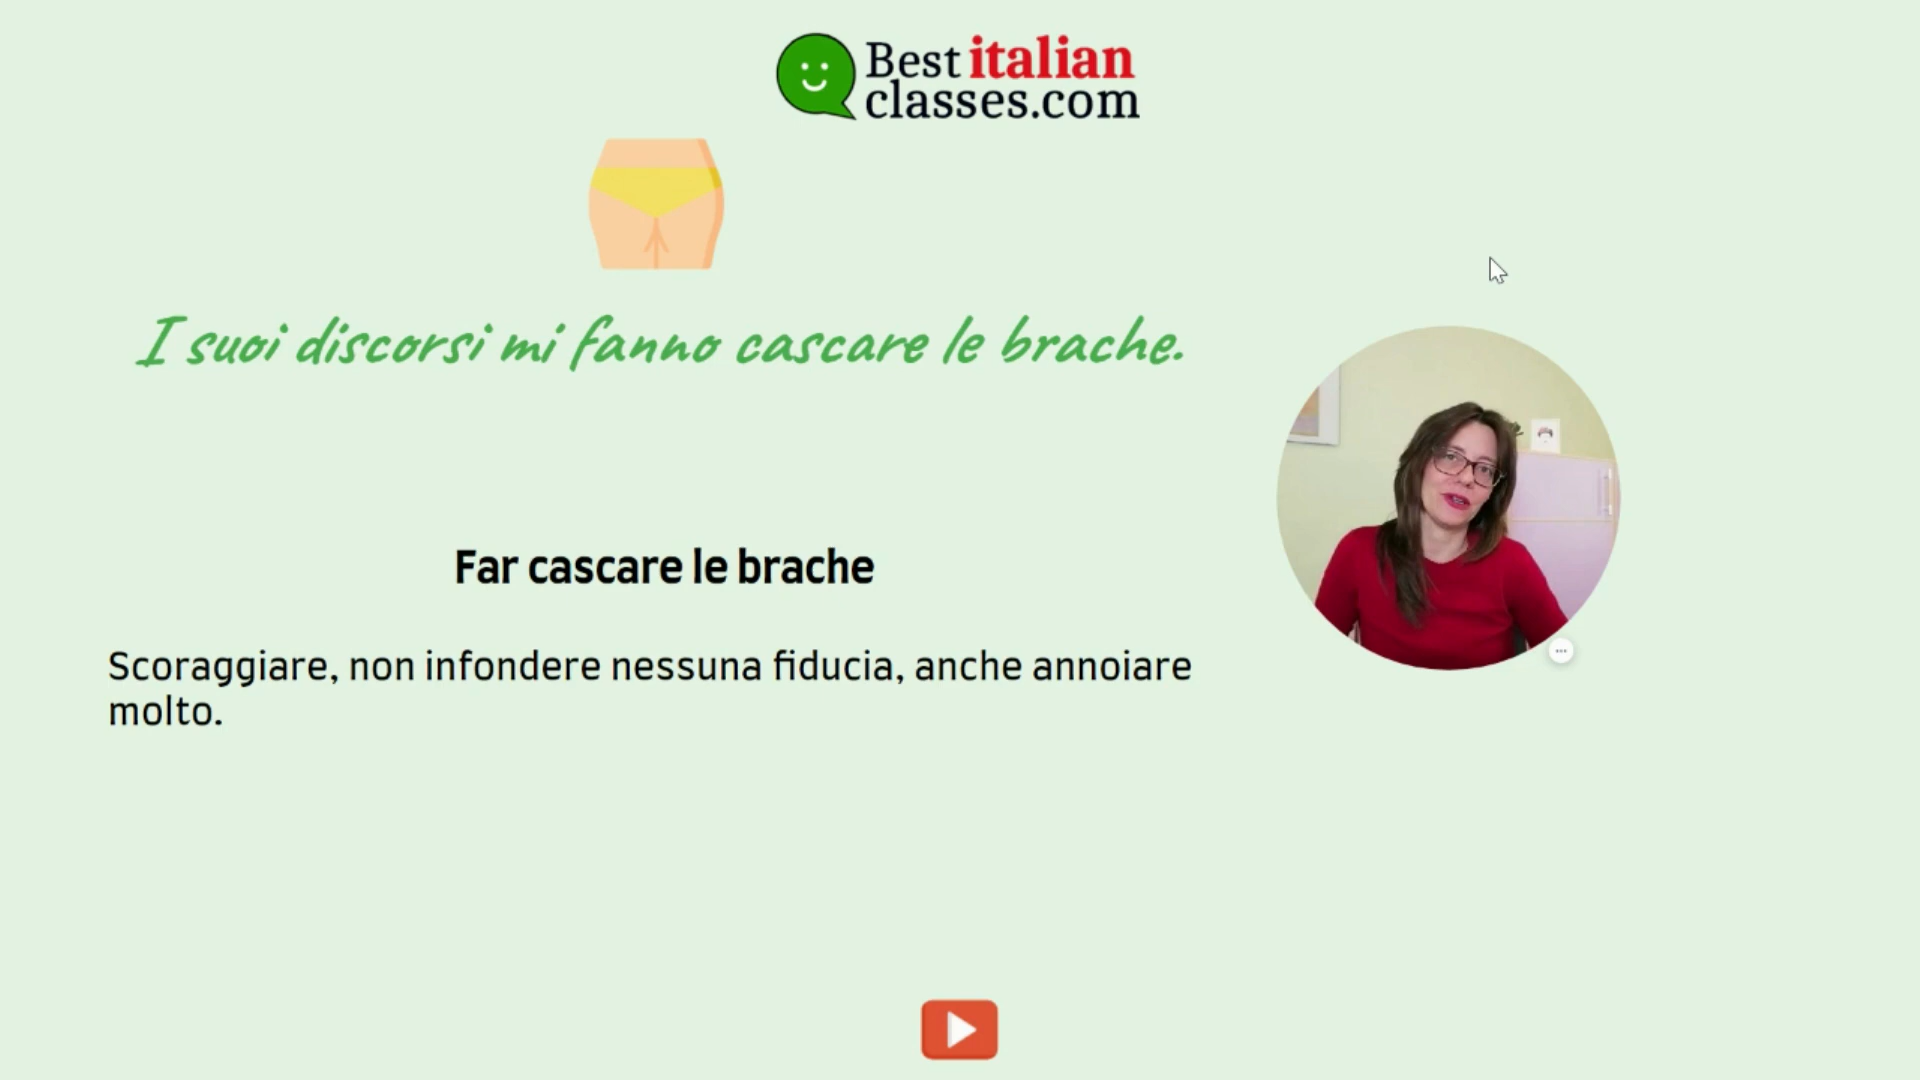 Best italian
classes.com
I suoi discorsi mi fanno cascare le brache.
Far cascare le brache
Scoraggiare, non infondere nessuna fiducia, anche annoiare
molto.